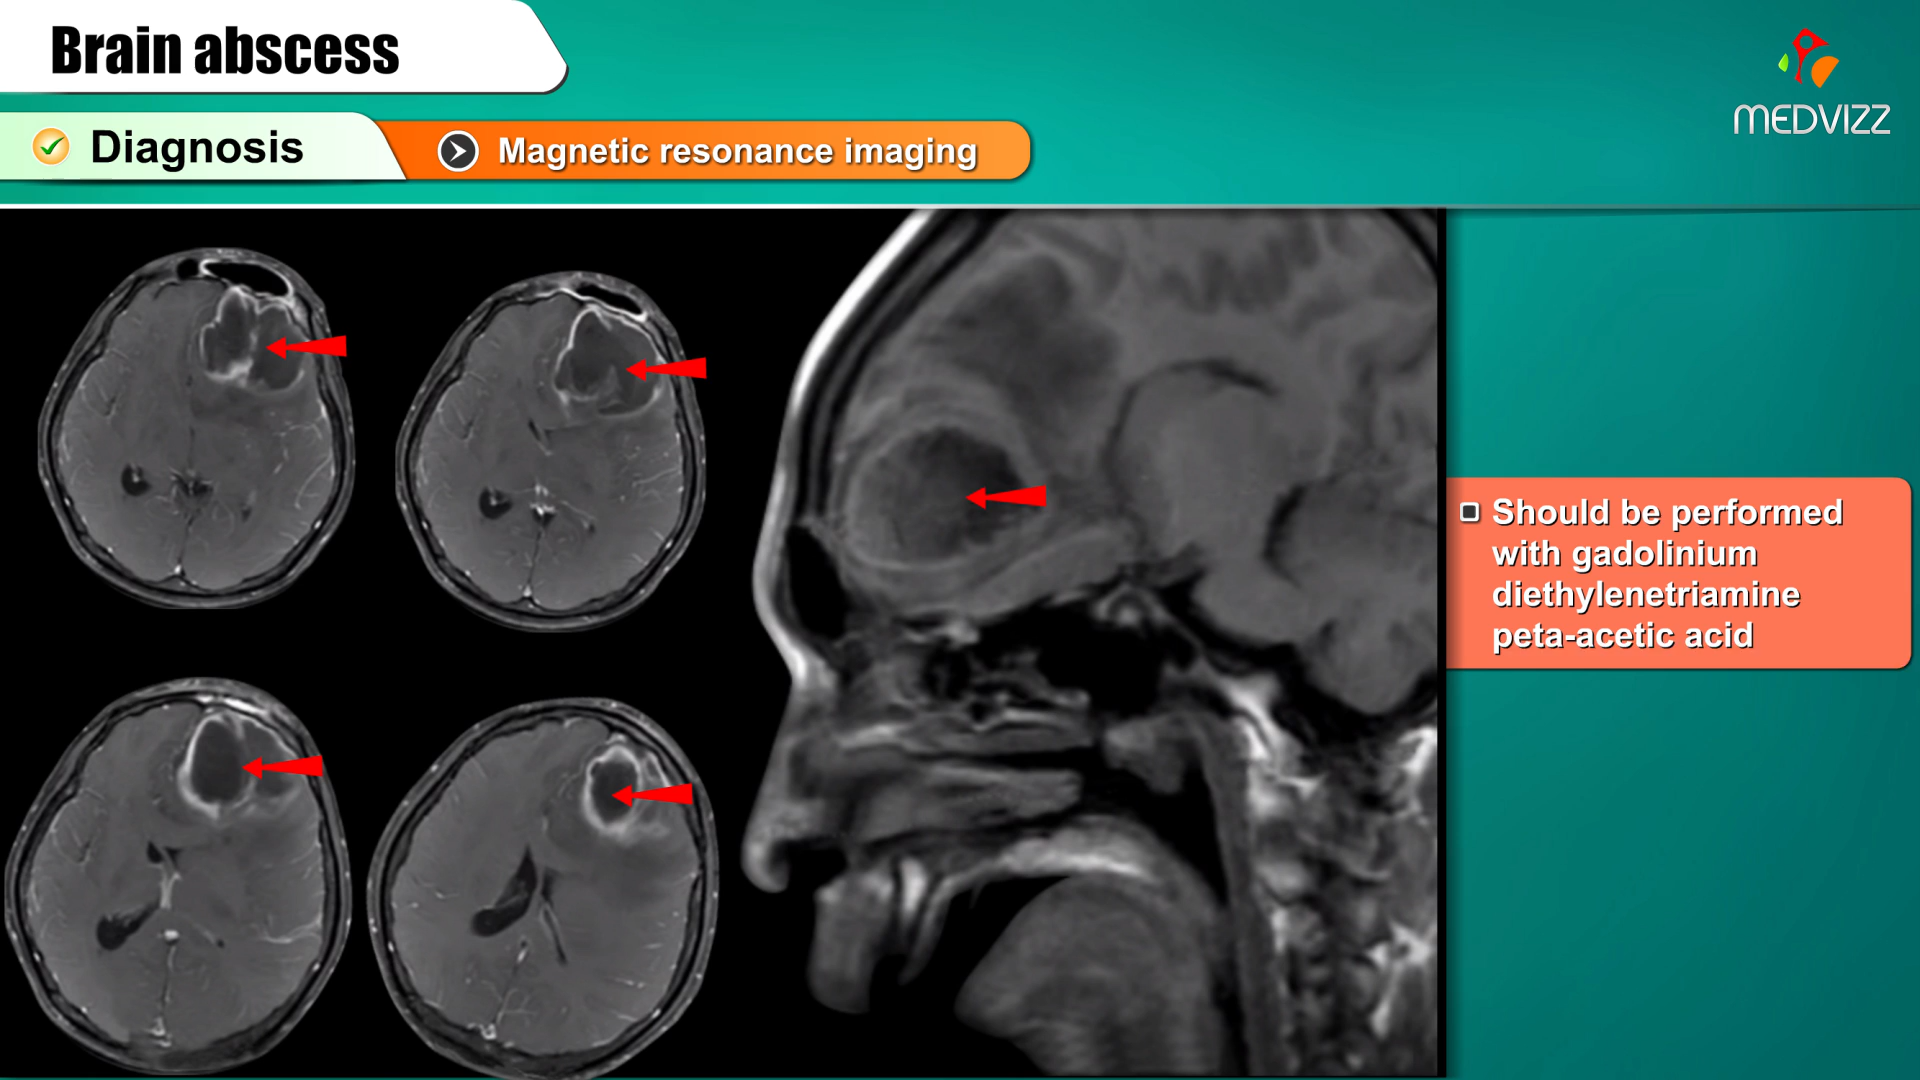 Brain abscess
MEDVIZZ
Diagnosis
Magnetic resonance imaging
Should be performed
with gadolinium
diethylenetriamine
peta-acetic acid